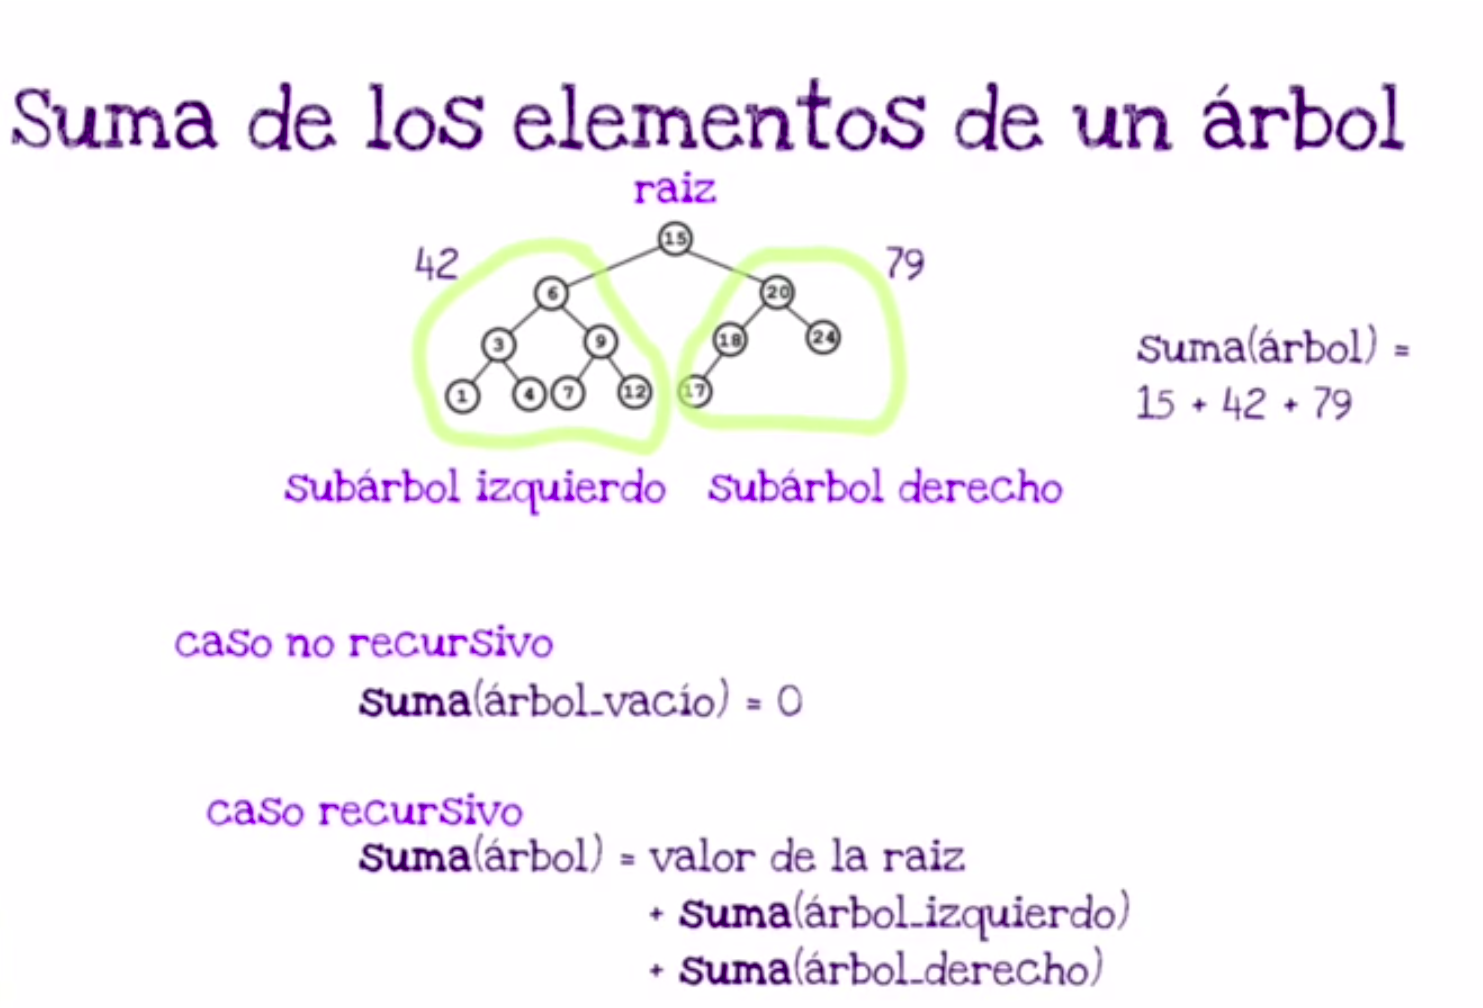 Suma de los elementos de un árbol
raiz
15
42
79
6
20
3
9
18
24
suma(árbol) =
1
4
7
12
17
15 + 42 + 79
subárbol izquierdo
subárbol derecho
caso no recursivo
suma(árbol_vacío) = 0
caso recursivo
suma(árbol) = valor de la raiz
+ suma(árbol_izquierdo)
+ suma(árbol_derecho)